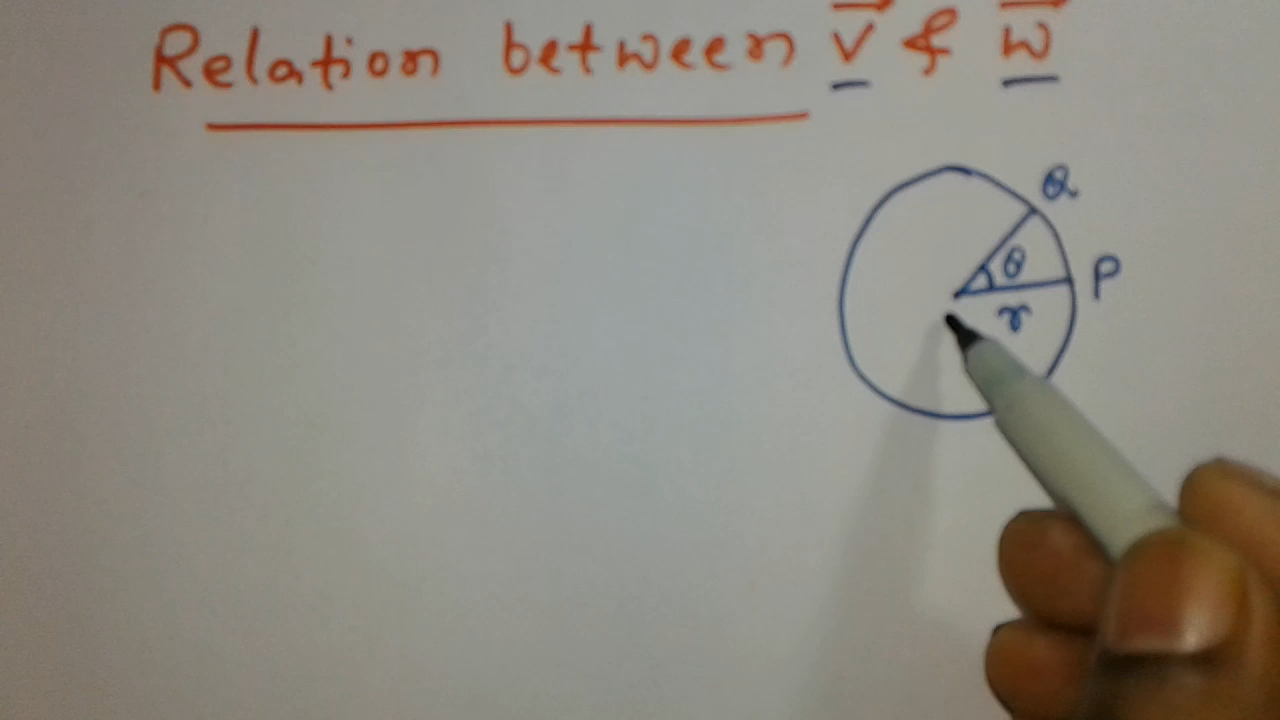 Relation between v⃗ & w⃗
Q
θ
P
r